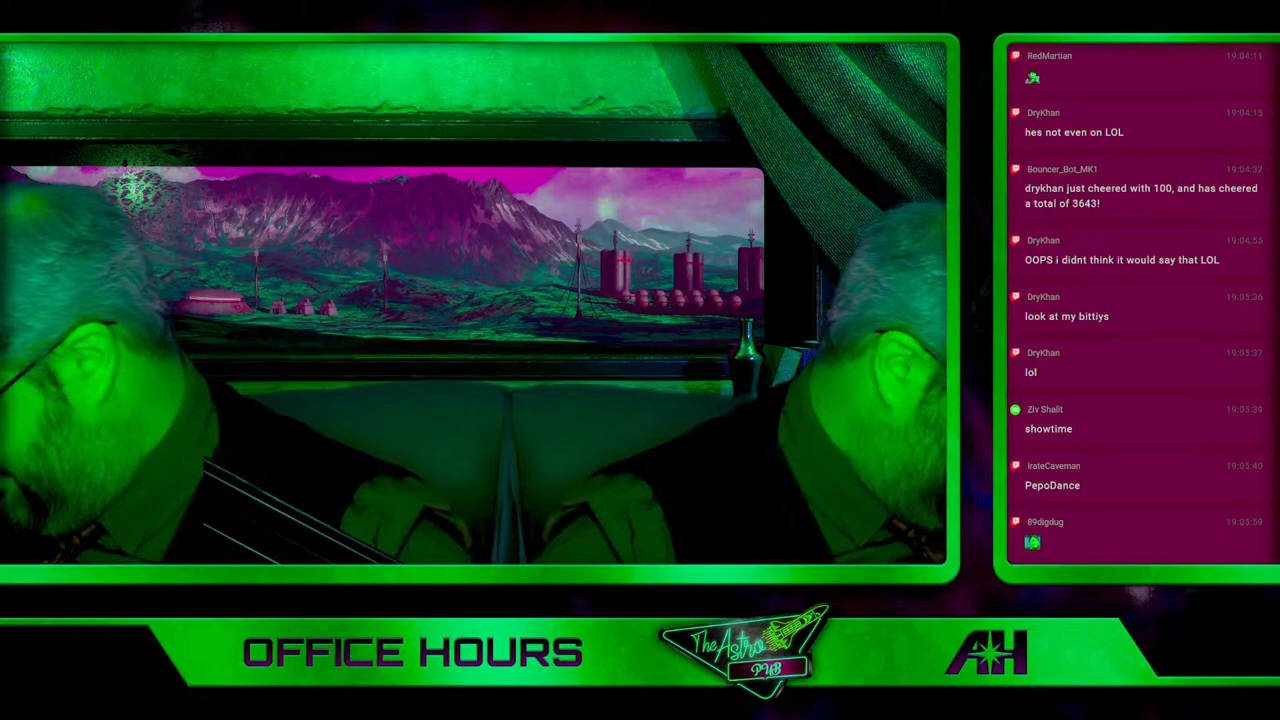 RedMartian 19:04:11
DryKhan 19:04:15
hes not even on LOL
Bouncer_Bot_MK1 19:04:32
drykhan just cheered with 100, and has cheered
a total of 3643!
DryKhan 19:04:55
OOPS i didnt think it would say that LOL
DryKhan 19:05:36
look at my bittiys
DryKhan 19:05:37
lol
Ziv Shalit 19:05:39
showtime
IrateCaveman 19:05:40
PepoDance
89digdug 19:05:59
OFFICE HOURS
The Astro
PUB
AH